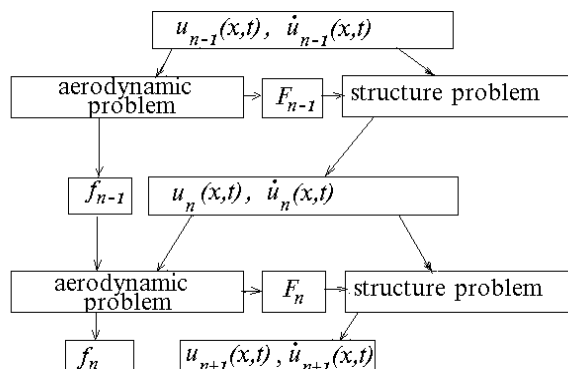 u_{n-1}(x,t), u̇_{n-1}(x,t)
aerodynamic
problem
F_{n-1}
structure problem
f_{n-1}
u_n(x,t), u̇_n(x,t)
aerodynamic
problem
F_n
structure problem
f_n
u_{n+1}(x,t), u̇_{n+1}(x,t)